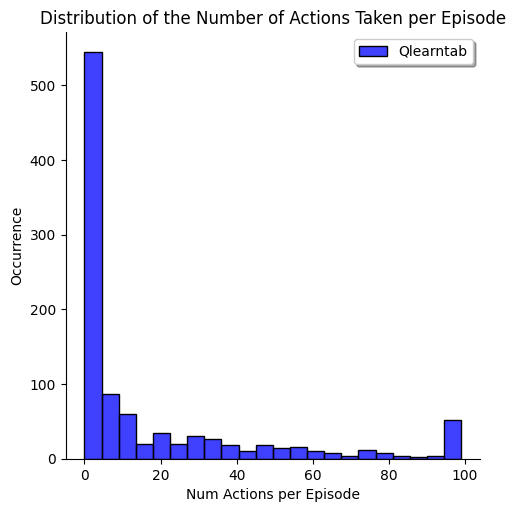 Distribution of the Number of Actions Taken per Episode
Qlearntab
500
400
300
200
100
0
Occurrence
0 20 40 60 80 100
Num Actions per Episode